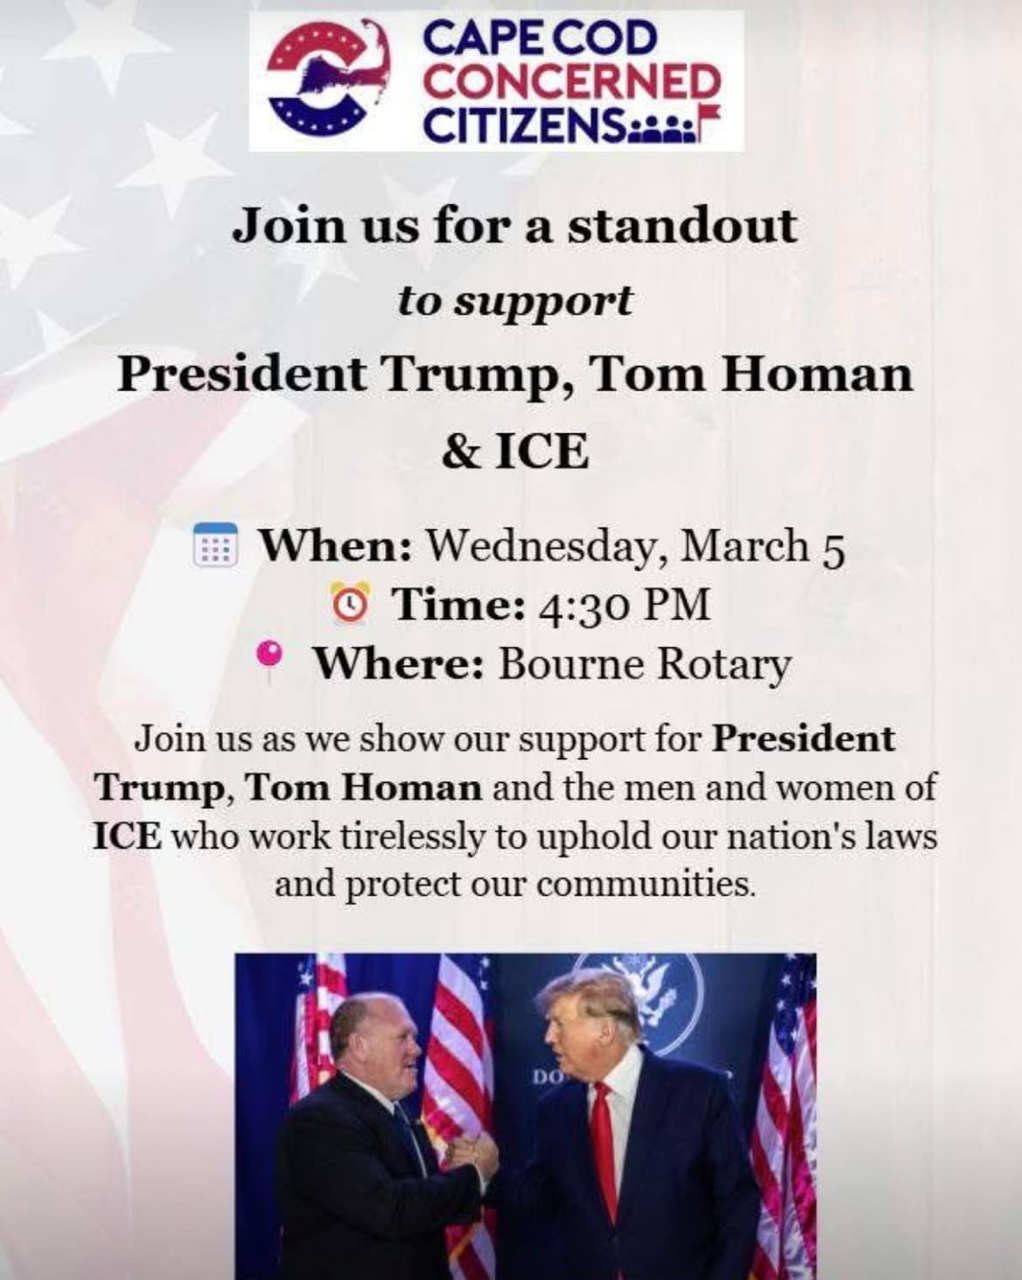 CAPE COD
CONCERNED
CITIZENS
Join us for a standout
to support
President Trump, Tom Homan
& ICE
When: Wednesday, March 5
Time: 4:30 PM
Where: Bourne Rotary
Join us as we show our support for President
Trump, Tom Homan and the men and women of
ICE who work tirelessly to uphold our nation's laws
and protect our communities.
DO